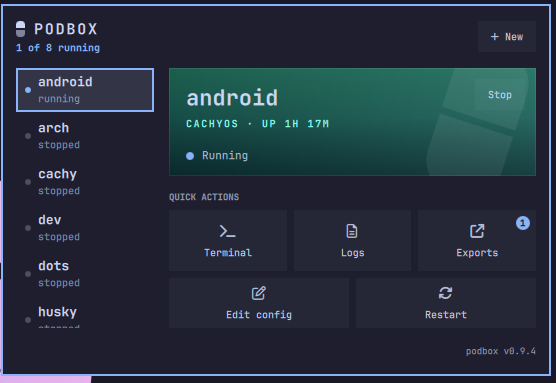 PODBOX
1 of 8 running
+ New
android
running
arch
stopped
cachy
stopped
dev
stopped
dots
stopped
husky
stopped
android
Stop
CACHYOS · UP 1H 17M
Running
QUICK ACTIONS
Terminal
Logs
1
Exports
Edit config
Restart
podbox v0.9.4